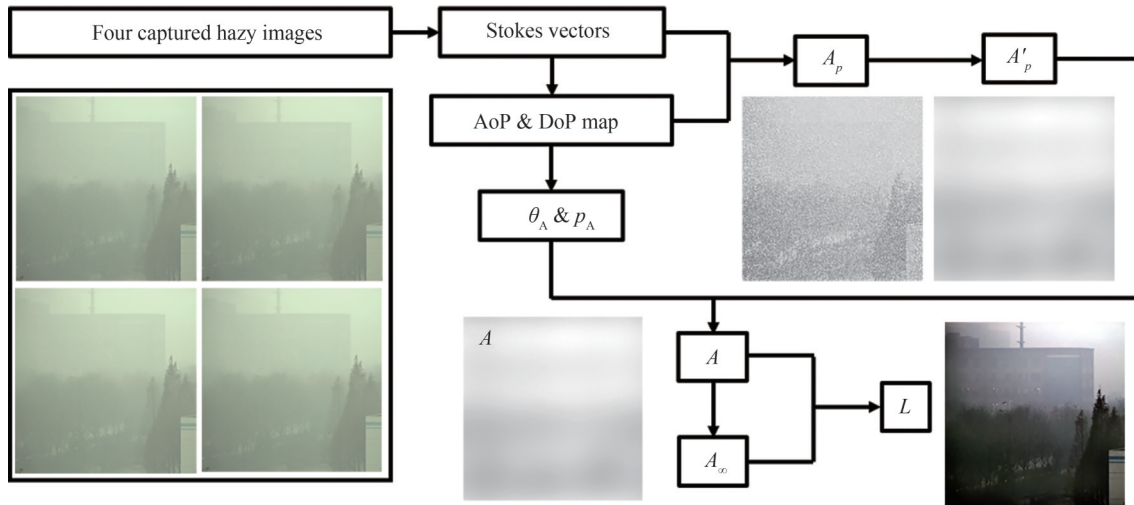 Four captured hazy images
Stokes vectors
A_p
A'_p
AoP & DoP map
θ_A & p_A
A
A
A_∞
L